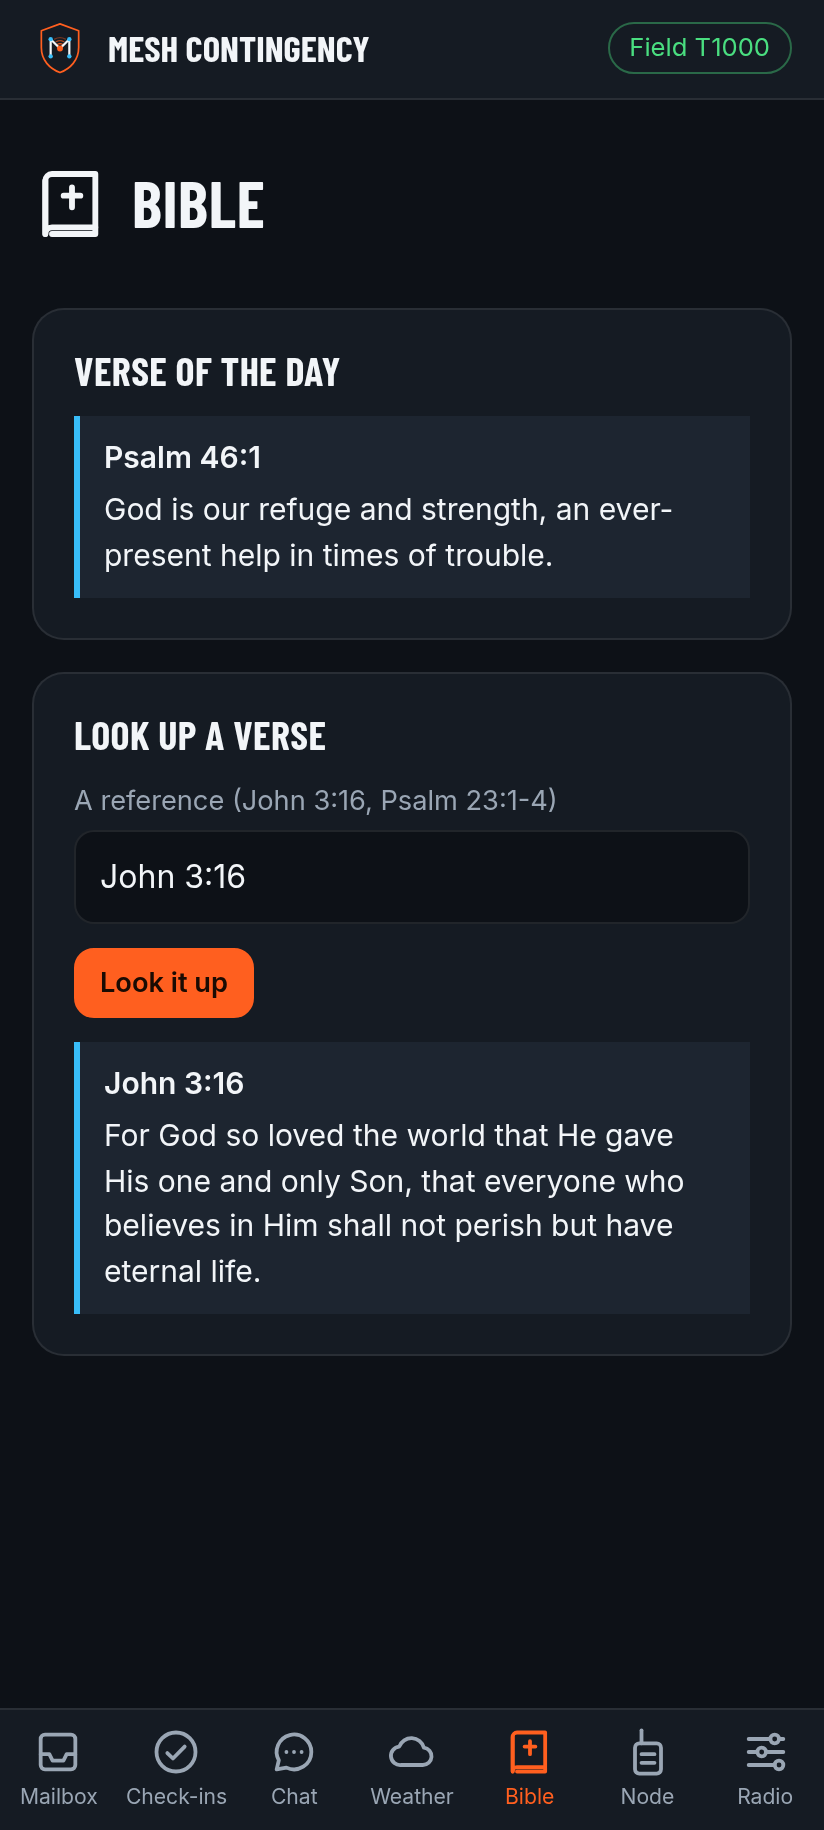 MESH CONTINGENCY
Field T1000
BIBLE
VERSE OF THE DAY
Psalm 46:1
God is our refuge and strength, an ever-
present help in times of trouble.
LOOK UP A VERSE
A reference (John 3:16, Psalm 23:1-4)
John 3:16
Look it up
John 3:16
For God so loved the world that He gave
His one and only Son, that everyone who
believes in Him shall not perish but have
eternal life.
Mailbox
Check-ins
Chat
Weather
Bible
Node
Radio